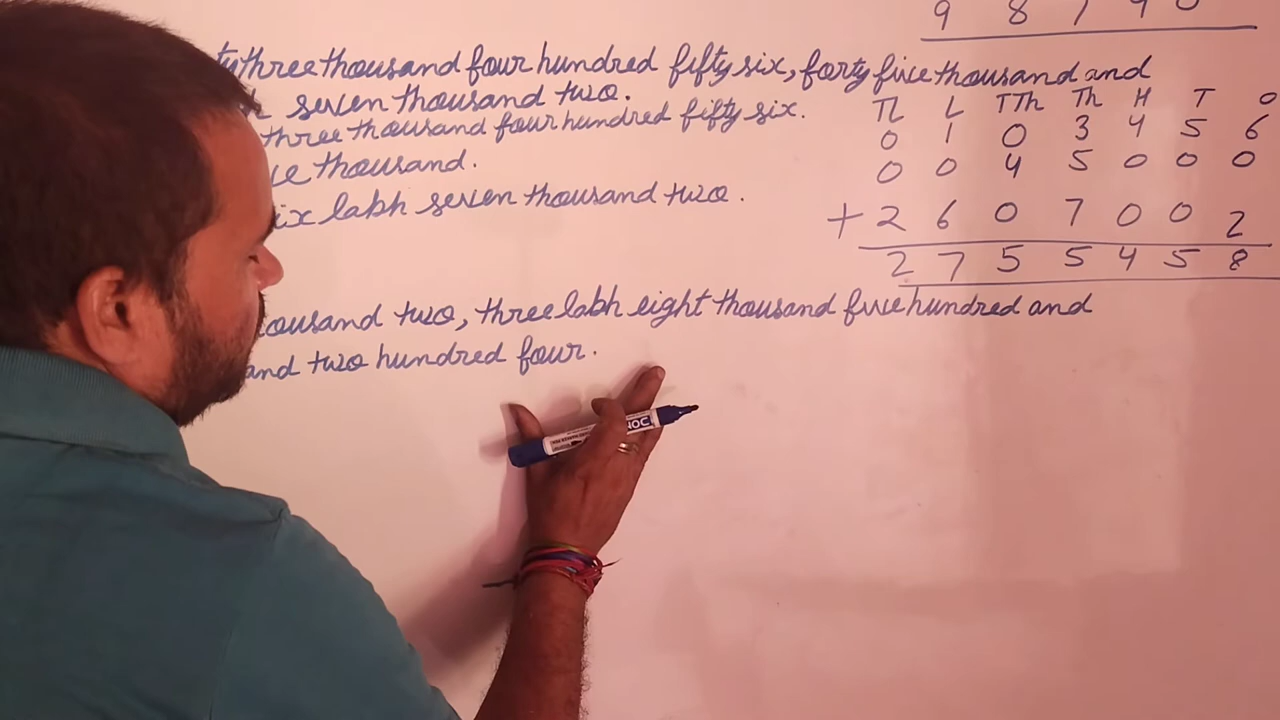 9 8 7 9 0
three thousand four hundred fifty six, forty five thousand and
seven thousand two.
TL L TTh Th H T O
three thousand four hundred fifty six.
0 1 0 3 4 5 6
thousand.
0 0 4 5 0 0 0
ix lakh seven thousand two.
+ 2 6 0 7 0 0 2
2 7 5 5 4 5 8
ousand two, three lakh eight thousand five hundred and
and two hundred four.